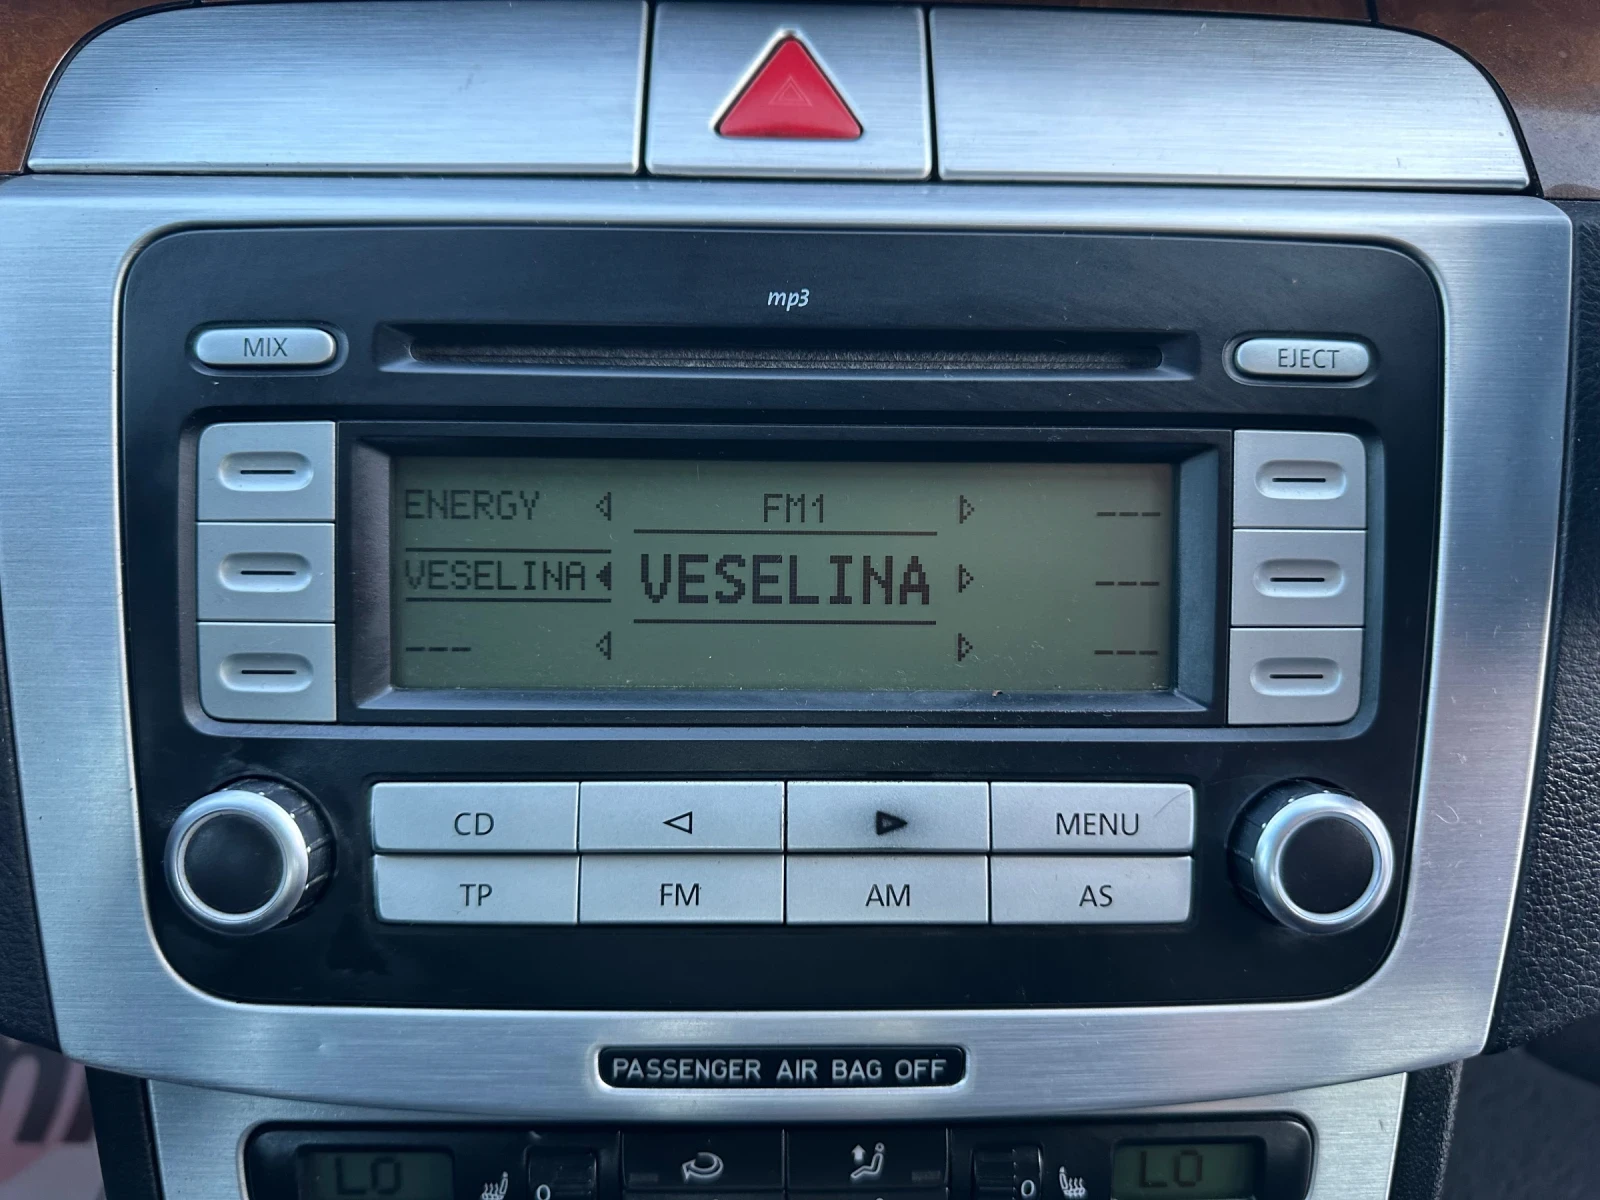 mp3
MIX
EJECT
ENERGY FM1 ---
VESELINA VESELINA ---
--- ---
CD MENU
TP FM AM AS
PASSENGER AIR BAG OFF
LO LO
O O